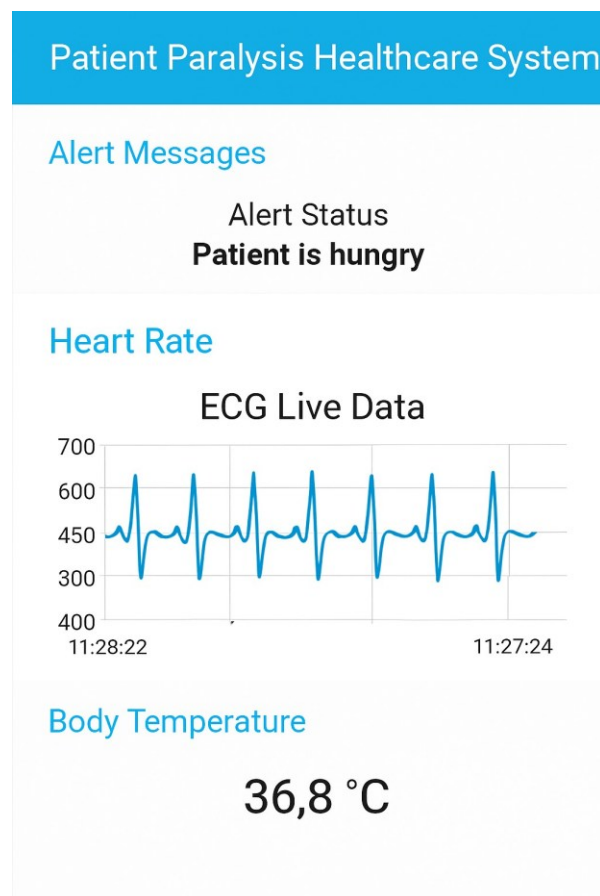 Patient Paralysis Healthcare System
Alert Messages
Alert Status
Patient is hungry
Heart Rate
ECG Live Data
700
600
450
300
400
11:28:22 11:27:24
Body Temperature
36,8 °C